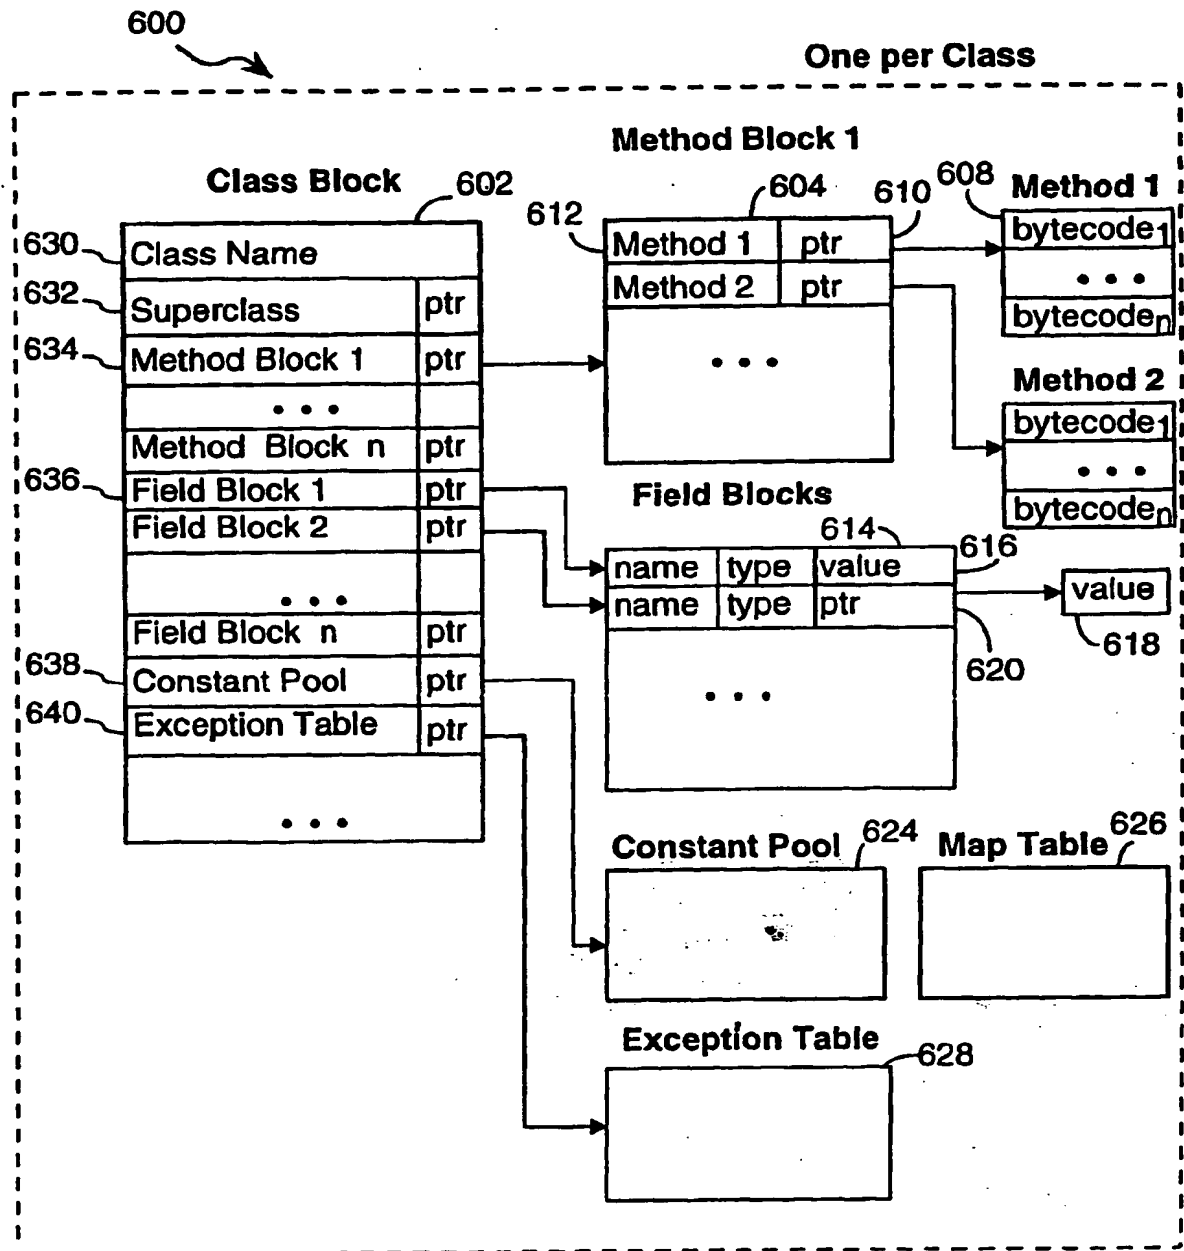 600
One per Class
Method Block 1
Class Block
602
604
610
608
Method 1
612
630
Class Name
Method 1 ptr
Method 2 ptr
bytecode1
• • •
bytecoden
632
Superclass ptr
634
Method Block 1 ptr
• • •
• • •
Method 2
bytecode1
• • •
bytecoden
Method Block n ptr
636
Field Block 1 ptr
Field Block 2 ptr
• • •
Field Block n ptr
Field Blocks
614
616
name type value
name type ptr
value
618
620
• • •
638
Constant Pool ptr
640
Exception Table ptr
• • •
Constant Pool
624
Map Table
626
Exception Table
628